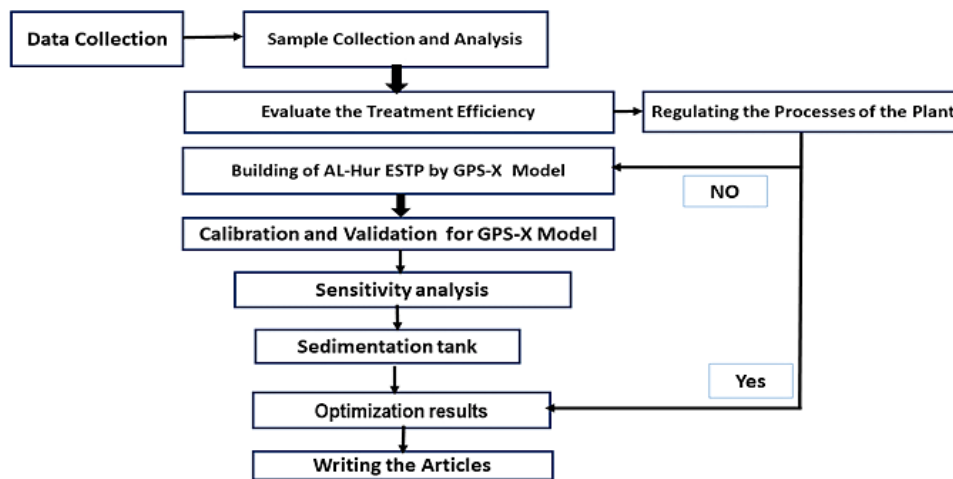 Data Collection
Sample Collection and Analysis
Evaluate the Treatment Efficiency
Regulating the Processes of the Plant
Building of AL-Hur ESTP by GPS-X Model
NO
Calibration and Validation for GPS-X Model
Sensitivity analysis
Sedimentation tank
Yes
Optimization results
Writing the Articles